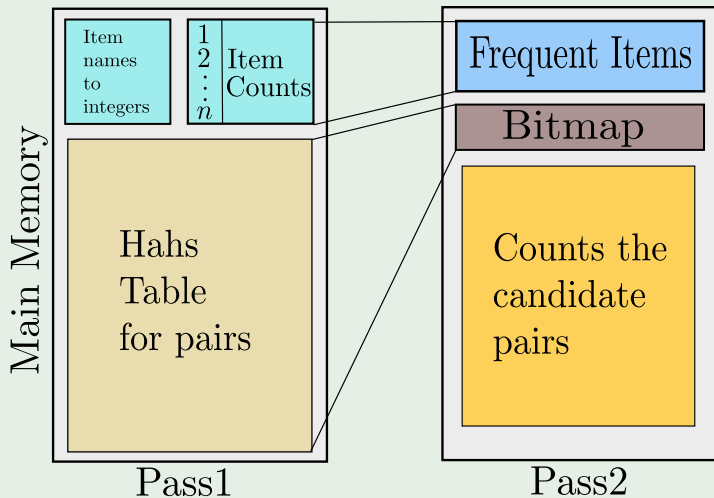 Main Memory
Item
names
to
integers
1
2
⋮
n
Item
Counts
Hahs
Table
for pairs
Pass1
Frequent Items
Bitmap
Counts the
candidate
pairs
Pass2